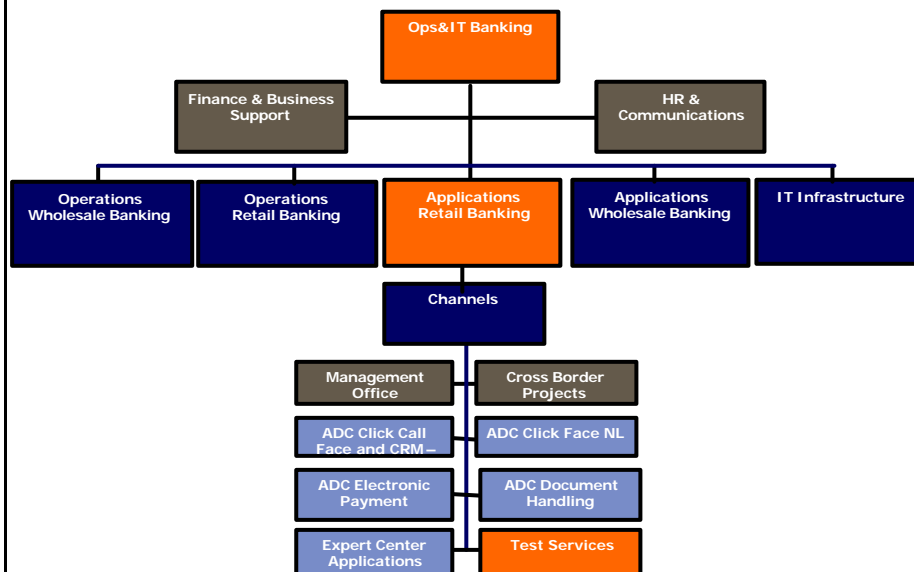 Ops&IT Banking
Finance & Business
Support
HR &
Communications
Operations
Wholesale Banking
Operations
Retail Banking
Applications
Retail Banking
Applications
Wholesale Banking
IT Infrastructure
Channels
Management
Office
Cross Border
Projects
ADC Click Call
Face and CRM –
ADC Click Face NL
ADC Electronic
Payment
ADC Document
Handling
Expert Center
Applications
Test Services